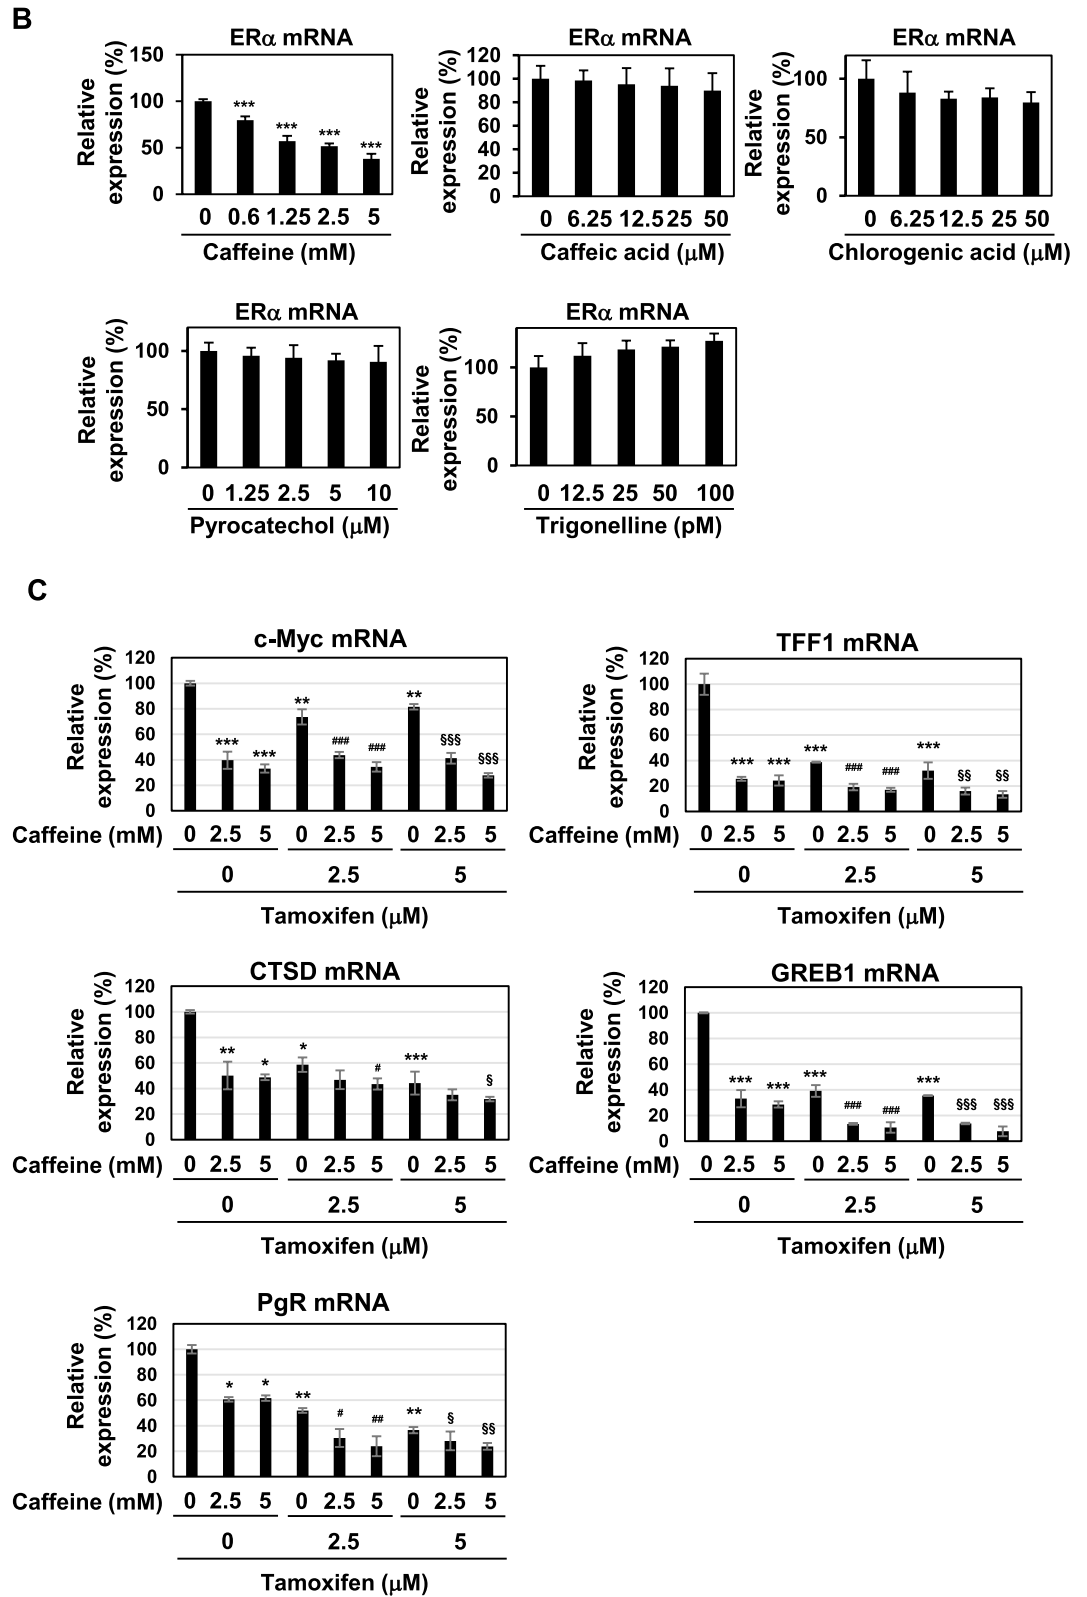 B
ERα mRNA
Relative
expression (%)
150
100
50
0
*** *** *** ***
0 0.6 1.25 2.5 5
Caffeine (mM)
ERα mRNA
Relative
expression (%)
120
100
80
60
40
20
0
0 6.25 12.5 25 50
Caffeic acid (μM)
ERα mRNA
Relative
expression (%)
100
50
0
0 6.25 12.5 25 50
Chlorogenic acid (μM)
ERα mRNA
Relative
expression (%)
100
50
0
0 1.25 2.5 5 10
Pyrocatechol (μM)
ERα mRNA
Relative
expression (%)
100
50
0
0 12.5 25 50 100
Trigonelline (pM)
C
c-Myc mRNA
Relative
expression (%)
120
100
80
60
40
20
0
*** *** ** ### ### ** §§§ §§§
Caffeine (mM) 0 2.5 5 0 2.5 5 0 2.5 5
0 2.5 5
Tamoxifen (μM)
TFF1 mRNA
Relative
expression (%)
120
100
80
60
40
20
0
*** *** *** ### ### *** §§ §§
Caffeine (mM) 0 2.5 5 0 2.5 5 0 2.5 5
0 2.5 5
Tamoxifen (μM)
CTSD mRNA
Relative
expression (%)
120
100
80
60
40
20
0
** * * # *** §
Caffeine (mM) 0 2.5 5 0 2.5 5 0 2.5 5
0 2.5 5
Tamoxifen (μM)
GREB1 mRNA
Relative
expression (%)
120
100
80
60
40
20
0
*** *** *** ### ### *** §§§ §§§
Caffeine (mM) 0 2.5 5 0 2.5 5 0 2.5 5
0 2.5 5
Tamoxifen (μM)
PgR mRNA
Relative
expression (%)
120
100
80
60
40
20
0
* * ** # ## ** § §§
Caffeine (mM) 0 2.5 5 0 2.5 5 0 2.5 5
0 2.5 5
Tamoxifen (μM)